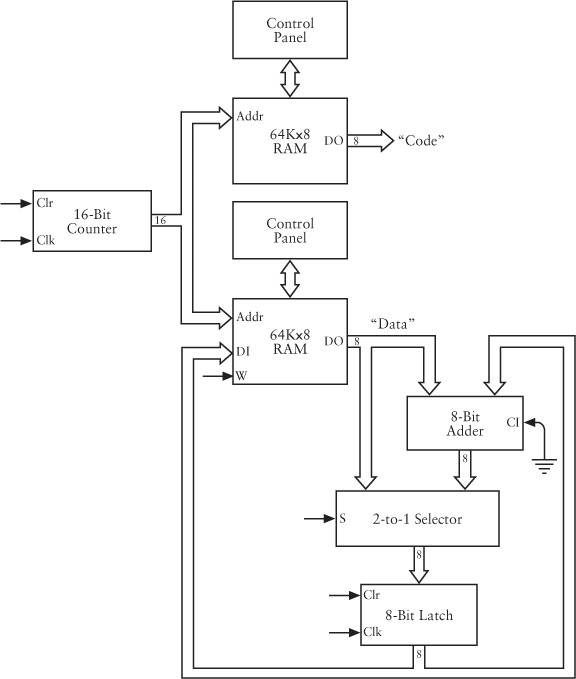 Control
Panel
Addr
64K×8
RAM
DO
8
“Code”
Clr
16-Bit
Counter
Clk
16
Control
Panel
Addr
64K×8
RAM
DI
DO
8
W
“Data”
8-Bit
Adder
CI
8
S
2-to-1 Selector
8
Clr
8-Bit Latch
Clk
8